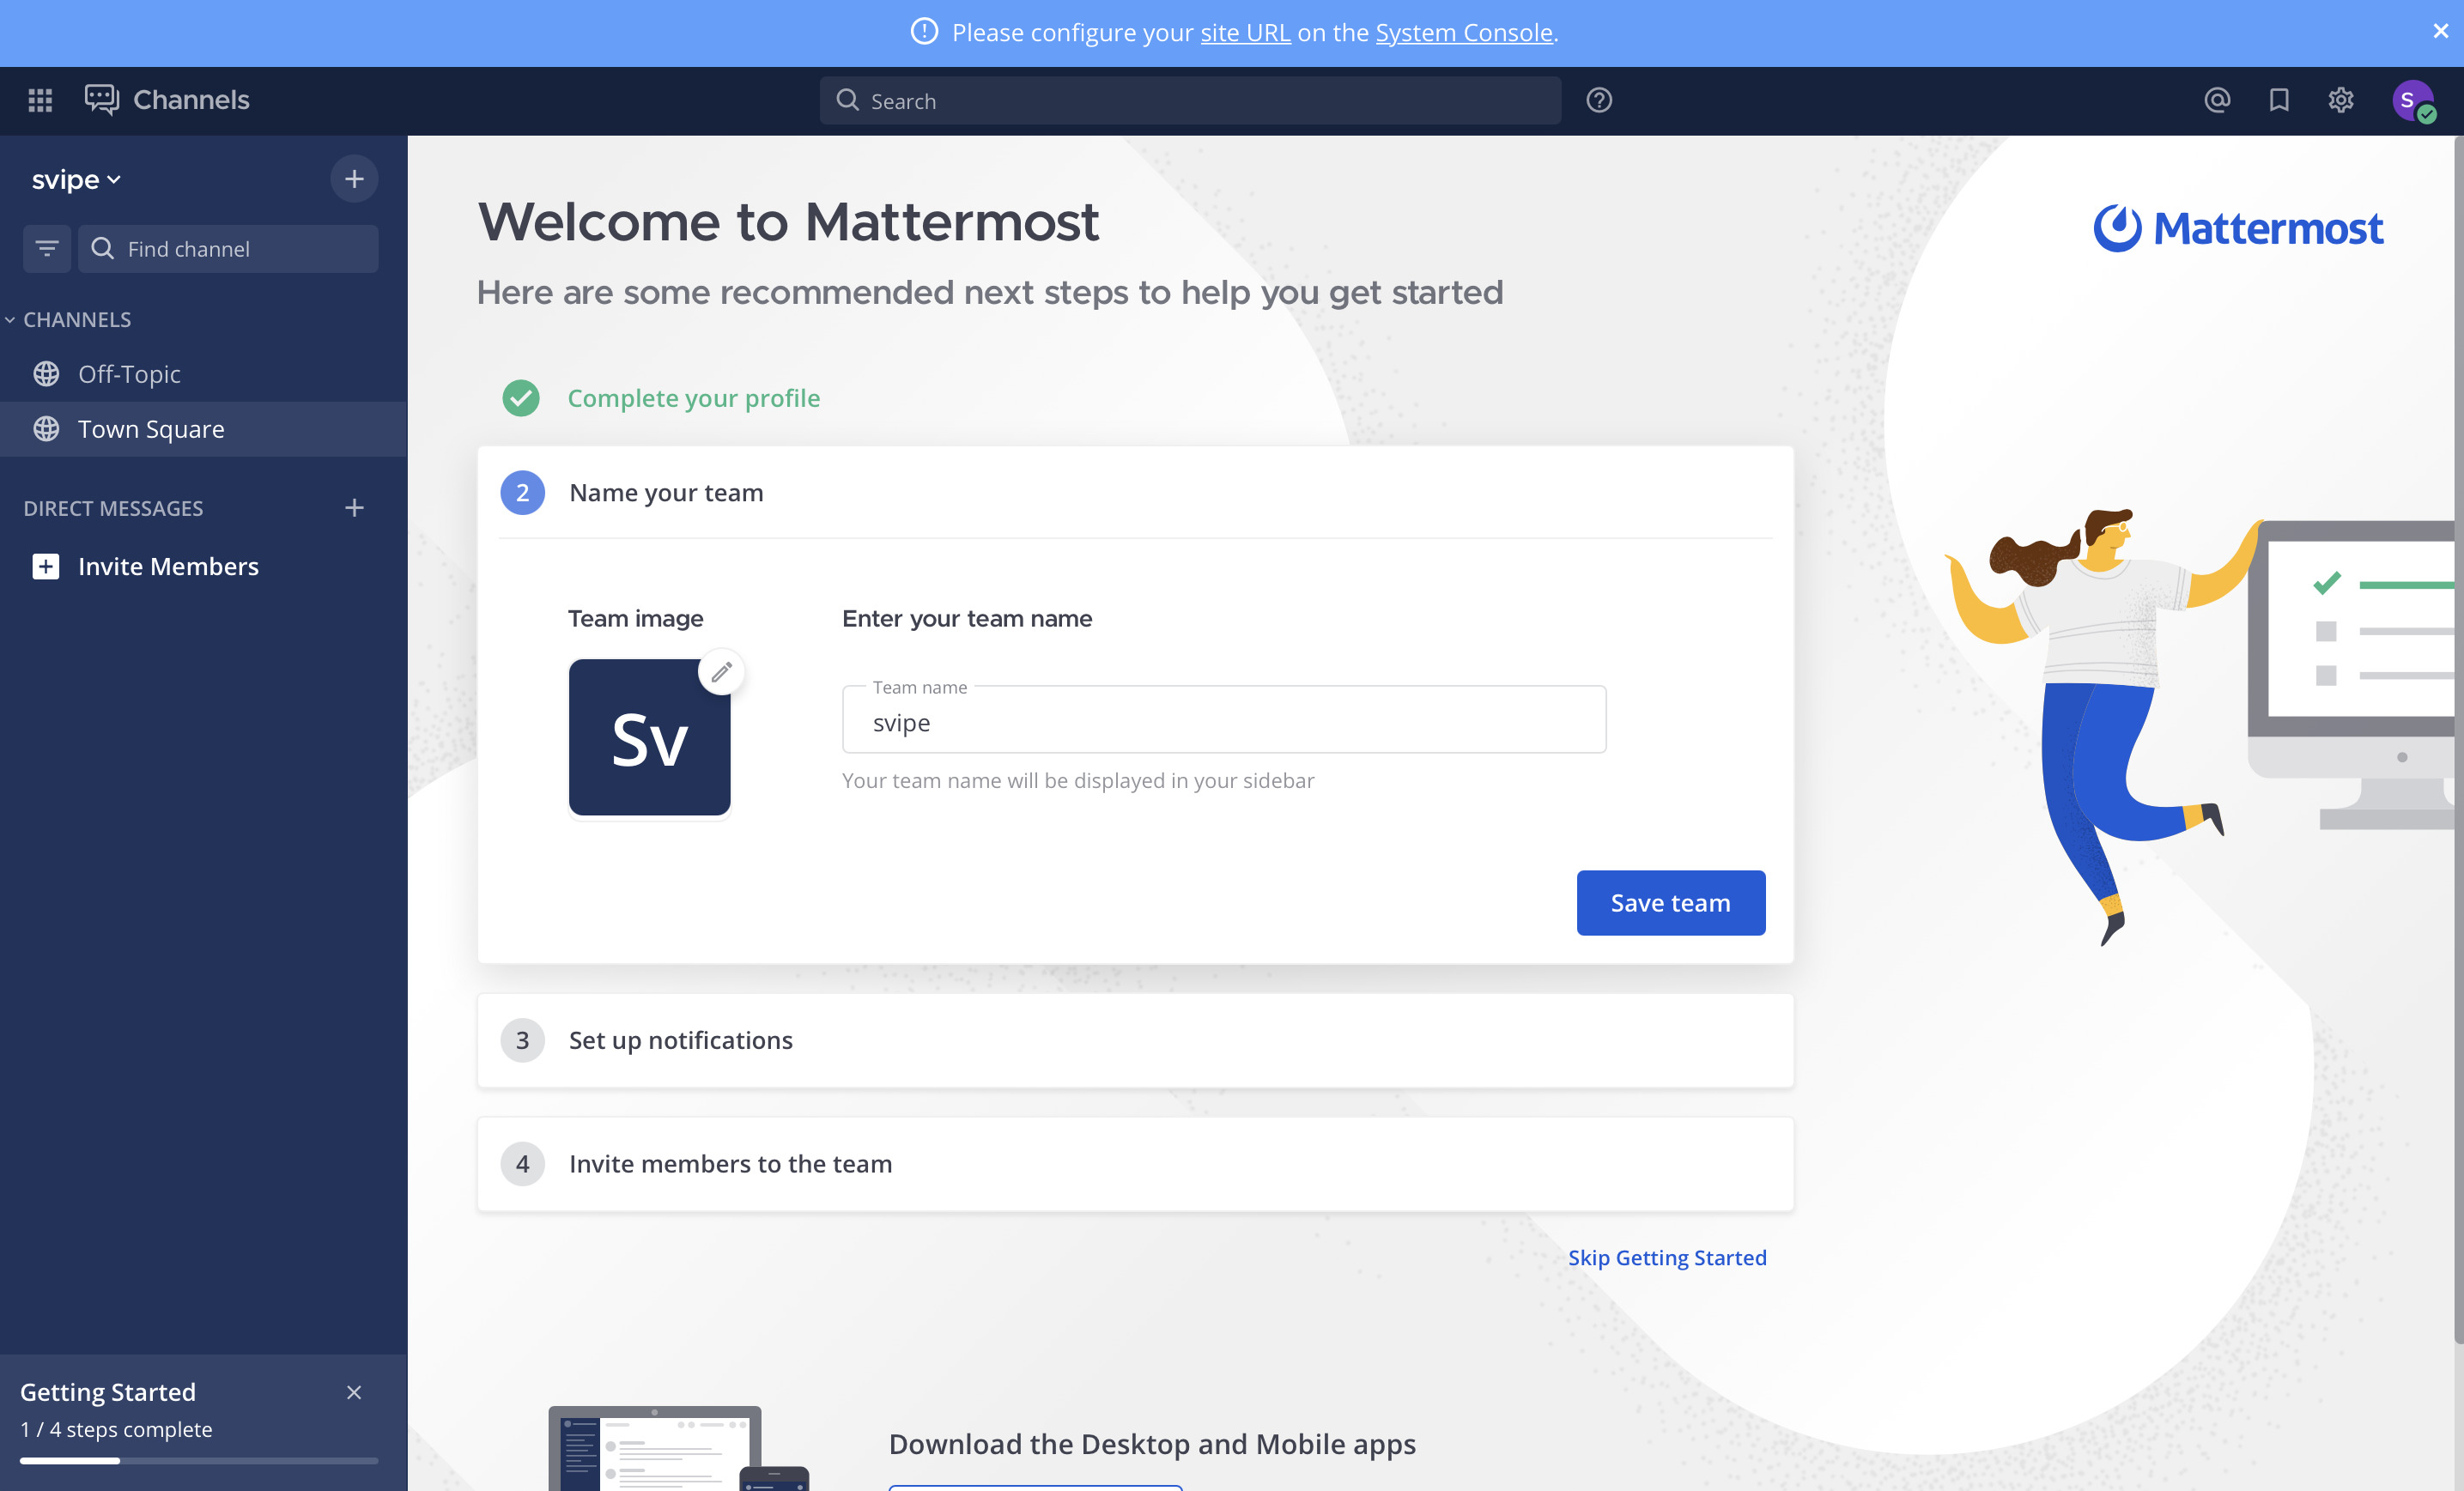 Please configure your site URL on the System Console.
Channels
Search
S
svipe
Find channel
CHANNELS
Off-Topic
Town Square
DIRECT MESSAGES
Invite Members
Getting Started
1 / 4 steps complete
Welcome to Mattermost
Mattermost
Here are some recommended next steps to help you get started
Complete your profile
2 Name your team
Team image
Sv
Enter your team name
Team name
svipe
Your team name will be displayed in your sidebar
Save team
3 Set up notifications
4 Invite members to the team
Skip Getting Started
Download the Desktop and Mobile apps